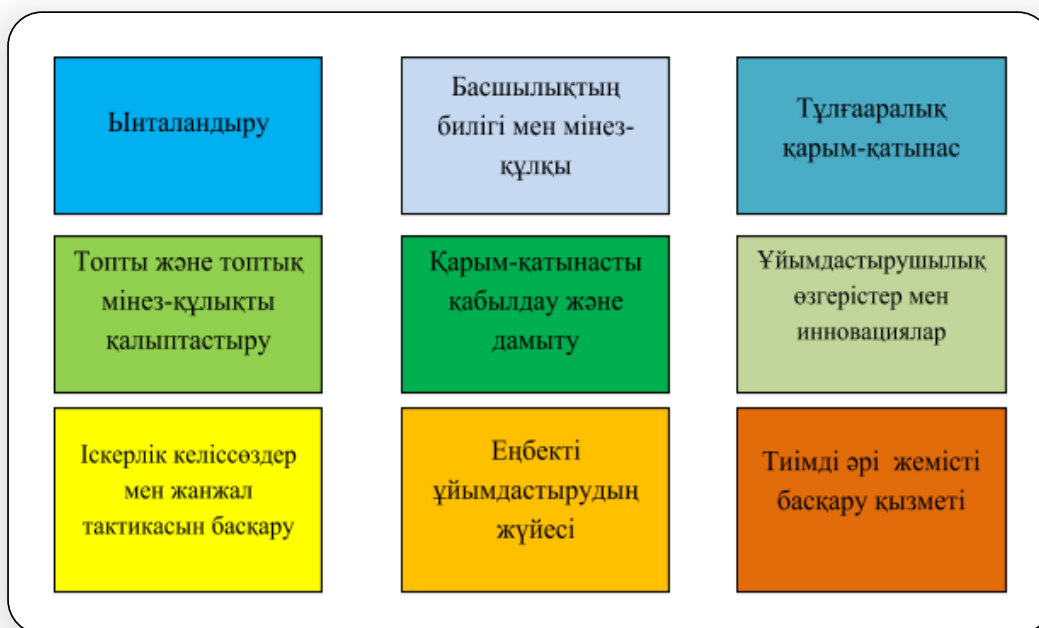 Ынталандыру
Басшылықтың
билігі мен мінез-
құлқы
Тұлғааралық
қарым-қатынас
Топты және топтық
мінез-құлықты
қалыптастыру
Қарым-қатынасты
қабылдау және
дамыту
Ұйымдастырушылық
өзгерістер мен
инновациялар
Іскерлік келіссөздер
мен жанжал
тактикасын басқару
Еңбекті
ұйымдастырудың
жүйесі
Тиімді әрі жемісті
басқару қызметі